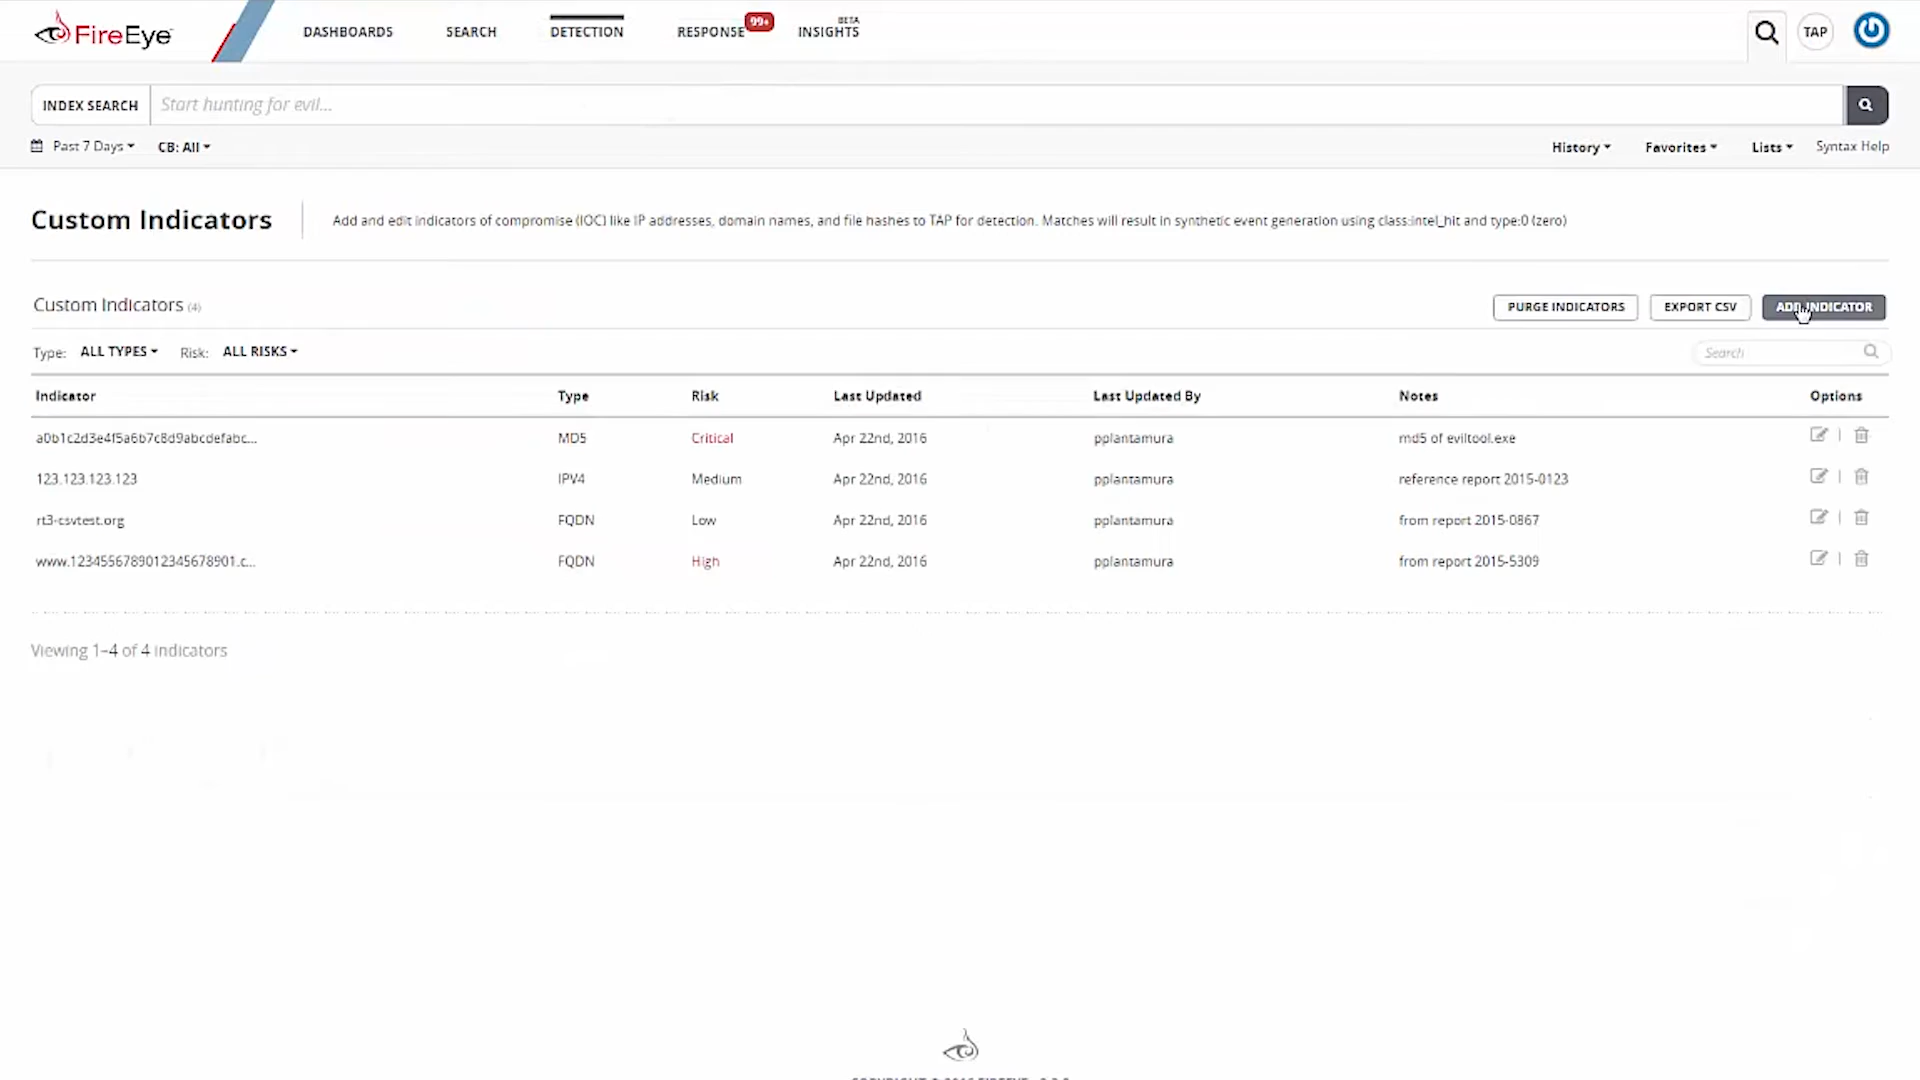 FireEye
DASHBOARDS SEARCH DETECTION RESPONSE 99+ INSIGHTS BETA TAP
INDEX SEARCH Start hunting for evil...
Past 7 Days CB: All History Favorites Lists Syntax Help
Custom Indicators Add and edit indicators of compromise (IOC) like IP addresses, domain names, and file hashes to TAP for detection. Matches will result in synthetic event generation using class:intel_hit and type:0 (zero)
Custom Indicators (4) PURGE INDICATORS EXPORT CSV ADD INDICATOR
Type: ALL TYPES Risk: ALL RISKS Search
Indicator Type Risk Last Updated Last Updated By Notes Options
a0b1c2d3e4f5a6b7c8d9abcdefabc... MD5 Critical Apr 22nd, 2016 pplantamura md5 of eviltool.exe
123.123.123.123 IPV4 Medium Apr 22nd, 2016 pplantamura reference report 2015-0123
rt3-csvtest.org FQDN Low Apr 22nd, 2016 pplantamura from report 2015-0867
www.1234556789012345678901.c... FQDN High Apr 22nd, 2016 pplantamura from report 2015-5309
Viewing 1–4 of 4 indicators